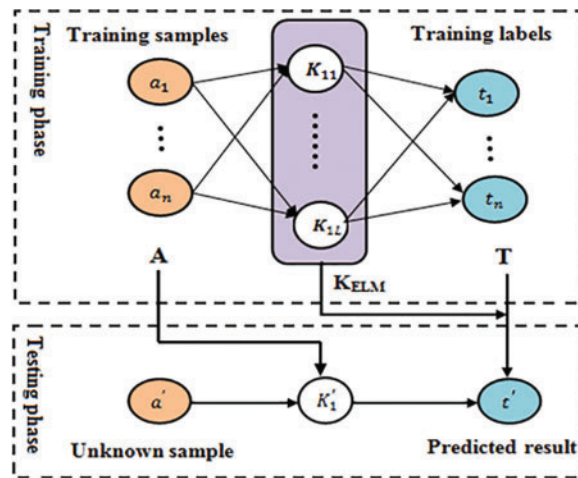 Training phase
Training samples
Training labels
a₁
K₁₁
t₁
aₙ
K₁L
tₙ
A
K_ELM
T
Testing phase
a'
K'₁
t'
Unknown sample
Predicted result